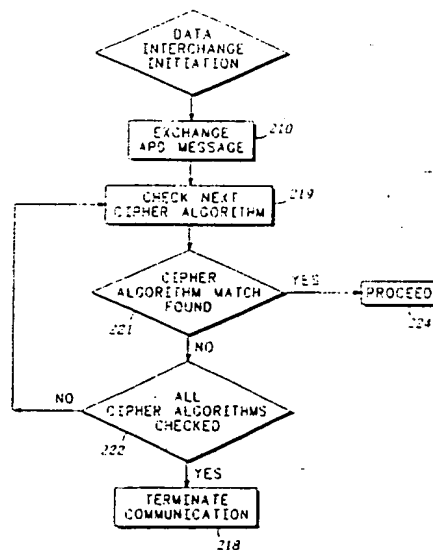 DATA
INTERCHANGE
INITIATION
EXCHANGE
APD MESSAGE
210
CHECK NEXT
CIPHER ALGORITHM
219
CIPHER
ALGORITHM MATCH
FOUND
221
YES
PROCEED
224
NO
ALL
CIPHER ALGORITHMS
CHECKED
222
NO
YES
TERMINATE
COMMUNICATION
218